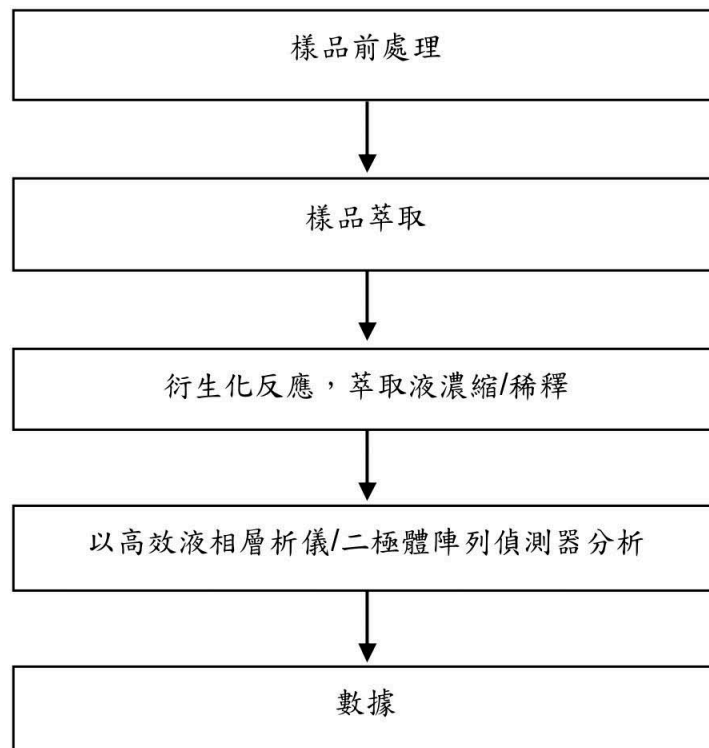 樣品前處理
樣品萃取
衍生化反應，萃取液濃縮/稀釋
以高效液相層析儀/二極體陣列偵測器分析
數據